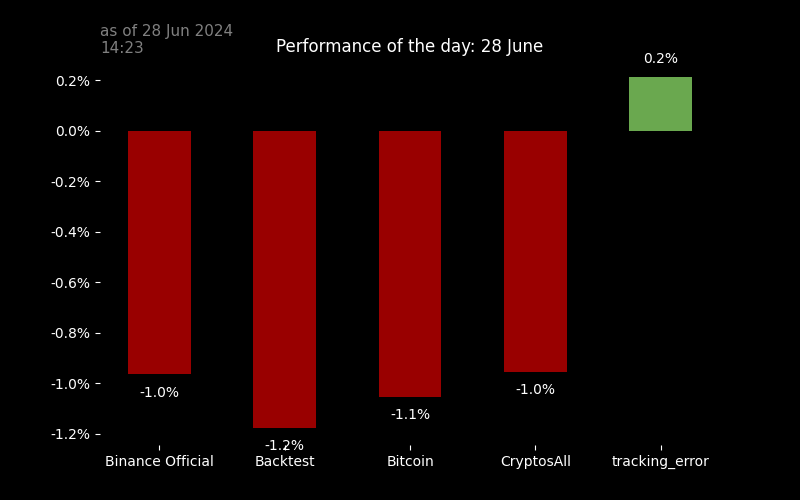 as of 28 Jun 2024
14:23
Performance of the day: 28 June
0.2%
0.2%
0.0%
-0.2%
-0.4%
-0.6%
-0.8%
-1.0%
-1.2%
-1.0%
-1.2%
-1.1%
-1.0%
Binance Official
Backtest
Bitcoin
CryptosAll
tracking_error